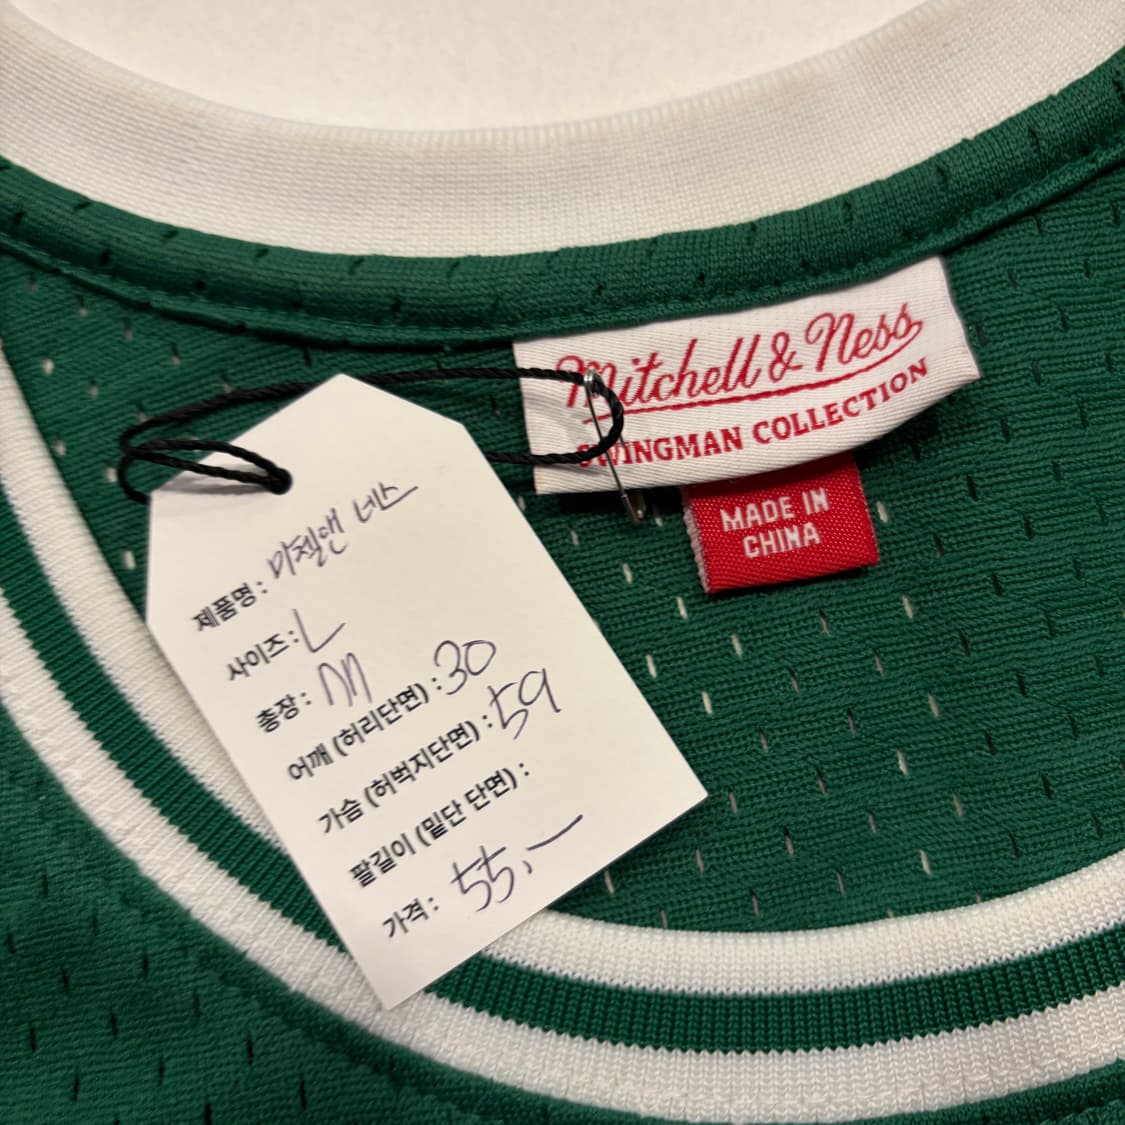 Mitchell & Ness
SWINGMAN COLLECTION
MADE IN
CHINA
제품명 : 미첼앤 네스
사이즈 : L
총장 : 77
어깨 (허리단면) : 30
가슴 (허벅지단면) : 59
팔길이 (밑단 단면) :
가격 : 55,-